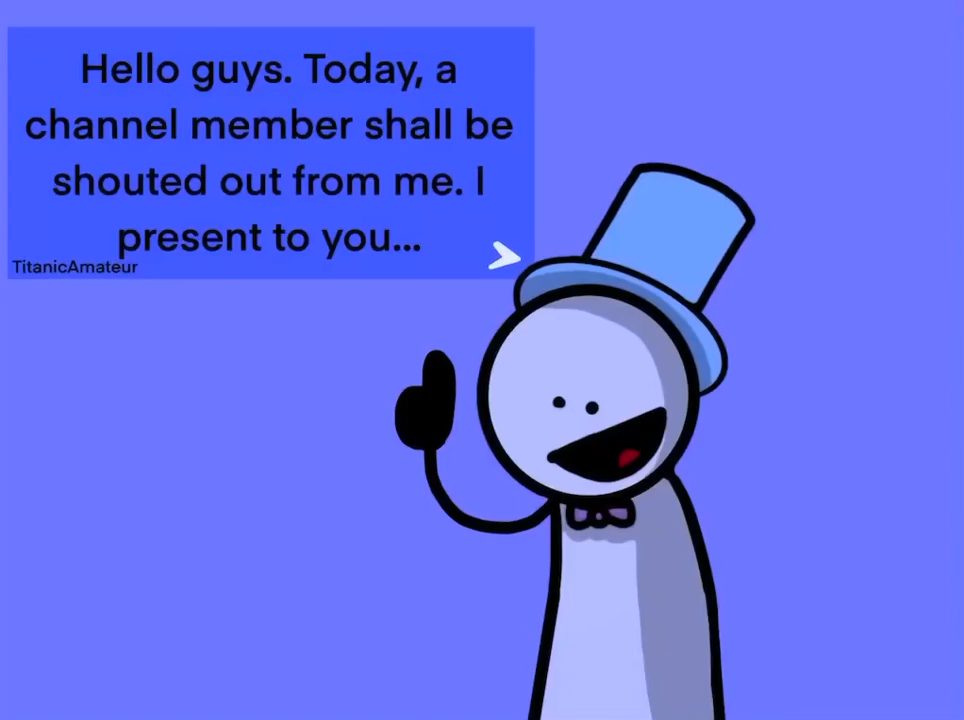 Hello guys. Today, a
channel member shall be
shouted out from me. I
present to you...
TitanicAmateur